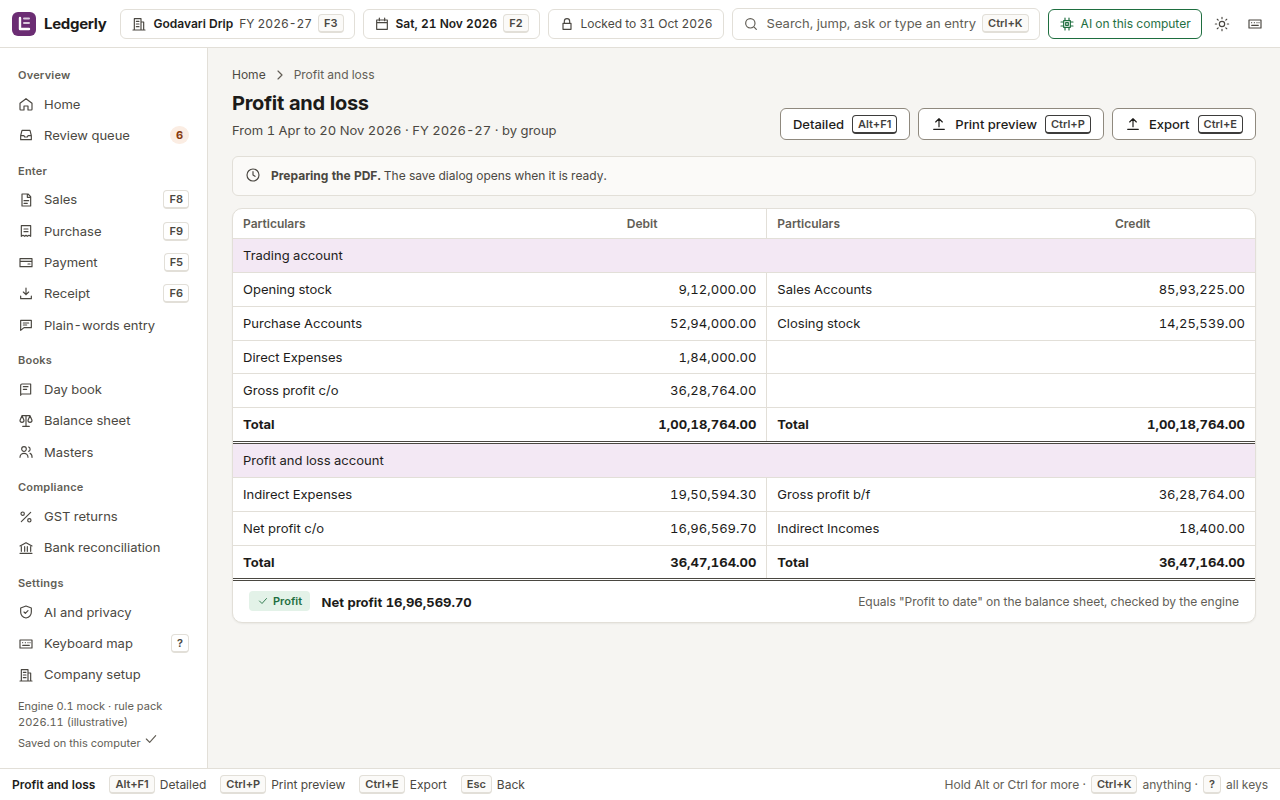 Ledgerly
Godavari Drip FY 2026-27 F3
Sat, 21 Nov 2026 F2
Locked to 31 Oct 2026
Search, jump, ask or type an entry Ctrl+K
AI on this computer
Overview
Home
Review queue 6
Enter
Sales F8
Purchase F9
Payment F5
Receipt F6
Plain-words entry
Books
Day book
Balance sheet
Masters
Compliance
GST returns
Bank reconciliation
Settings
AI and privacy
Keyboard map ?
Company setup
Engine 0.1 mock · rule pack
2026.11 (illustrative)
Saved on this computer
Home Profit and loss
Profit and loss
From 1 Apr to 20 Nov 2026 · FY 2026-27 · by group
Detailed Alt+F1
Print preview Ctrl+P
Export Ctrl+E
Preparing the PDF. The save dialog opens when it is ready.
Particulars Debit Particulars Credit
Trading account
Opening stock 9,12,000.00 Sales Accounts 85,93,225.00
Purchase Accounts 52,94,000.00 Closing stock 14,25,539.00
Direct Expenses 1,84,000.00
Gross profit c/o 36,28,764.00
Total 1,00,18,764.00 Total 1,00,18,764.00
Profit and loss account
Indirect Expenses 19,50,594.30 Gross profit b/f 36,28,764.00
Net profit c/o 16,96,569.70 Indirect Incomes 18,400.00
Total 36,47,164.00 Total 36,47,164.00
Profit Net profit 16,96,569.70 Equals "Profit to date" on the balance sheet, checked by the engine
Profit and loss Alt+F1 Detailed Ctrl+P Print preview Ctrl+E Export Esc Back Hold Alt or Ctrl for more · Ctrl+K anything · ? all keys